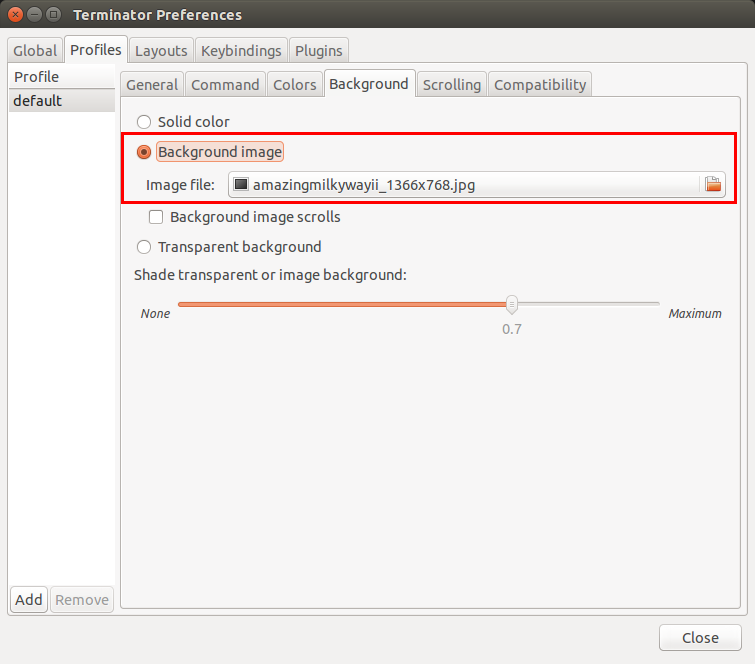 Terminator Preferences
Global Profiles Layouts Keybindings Plugins
Profile
default
General Command Colors Background Scrolling Compatibility
Solid color
Background image
Image file: amazingmilkywayii_1366x768.jpg
Background image scrolls
Transparent background
Shade transparent or image background:
None Maximum
0.7
Add Remove
Close